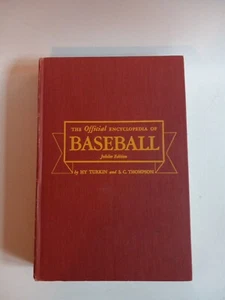 THE Official ENCYCLOPEDIA OF
BASEBALL
Jubilee Edition
by HY TURKIN and S. C. THOMPSON